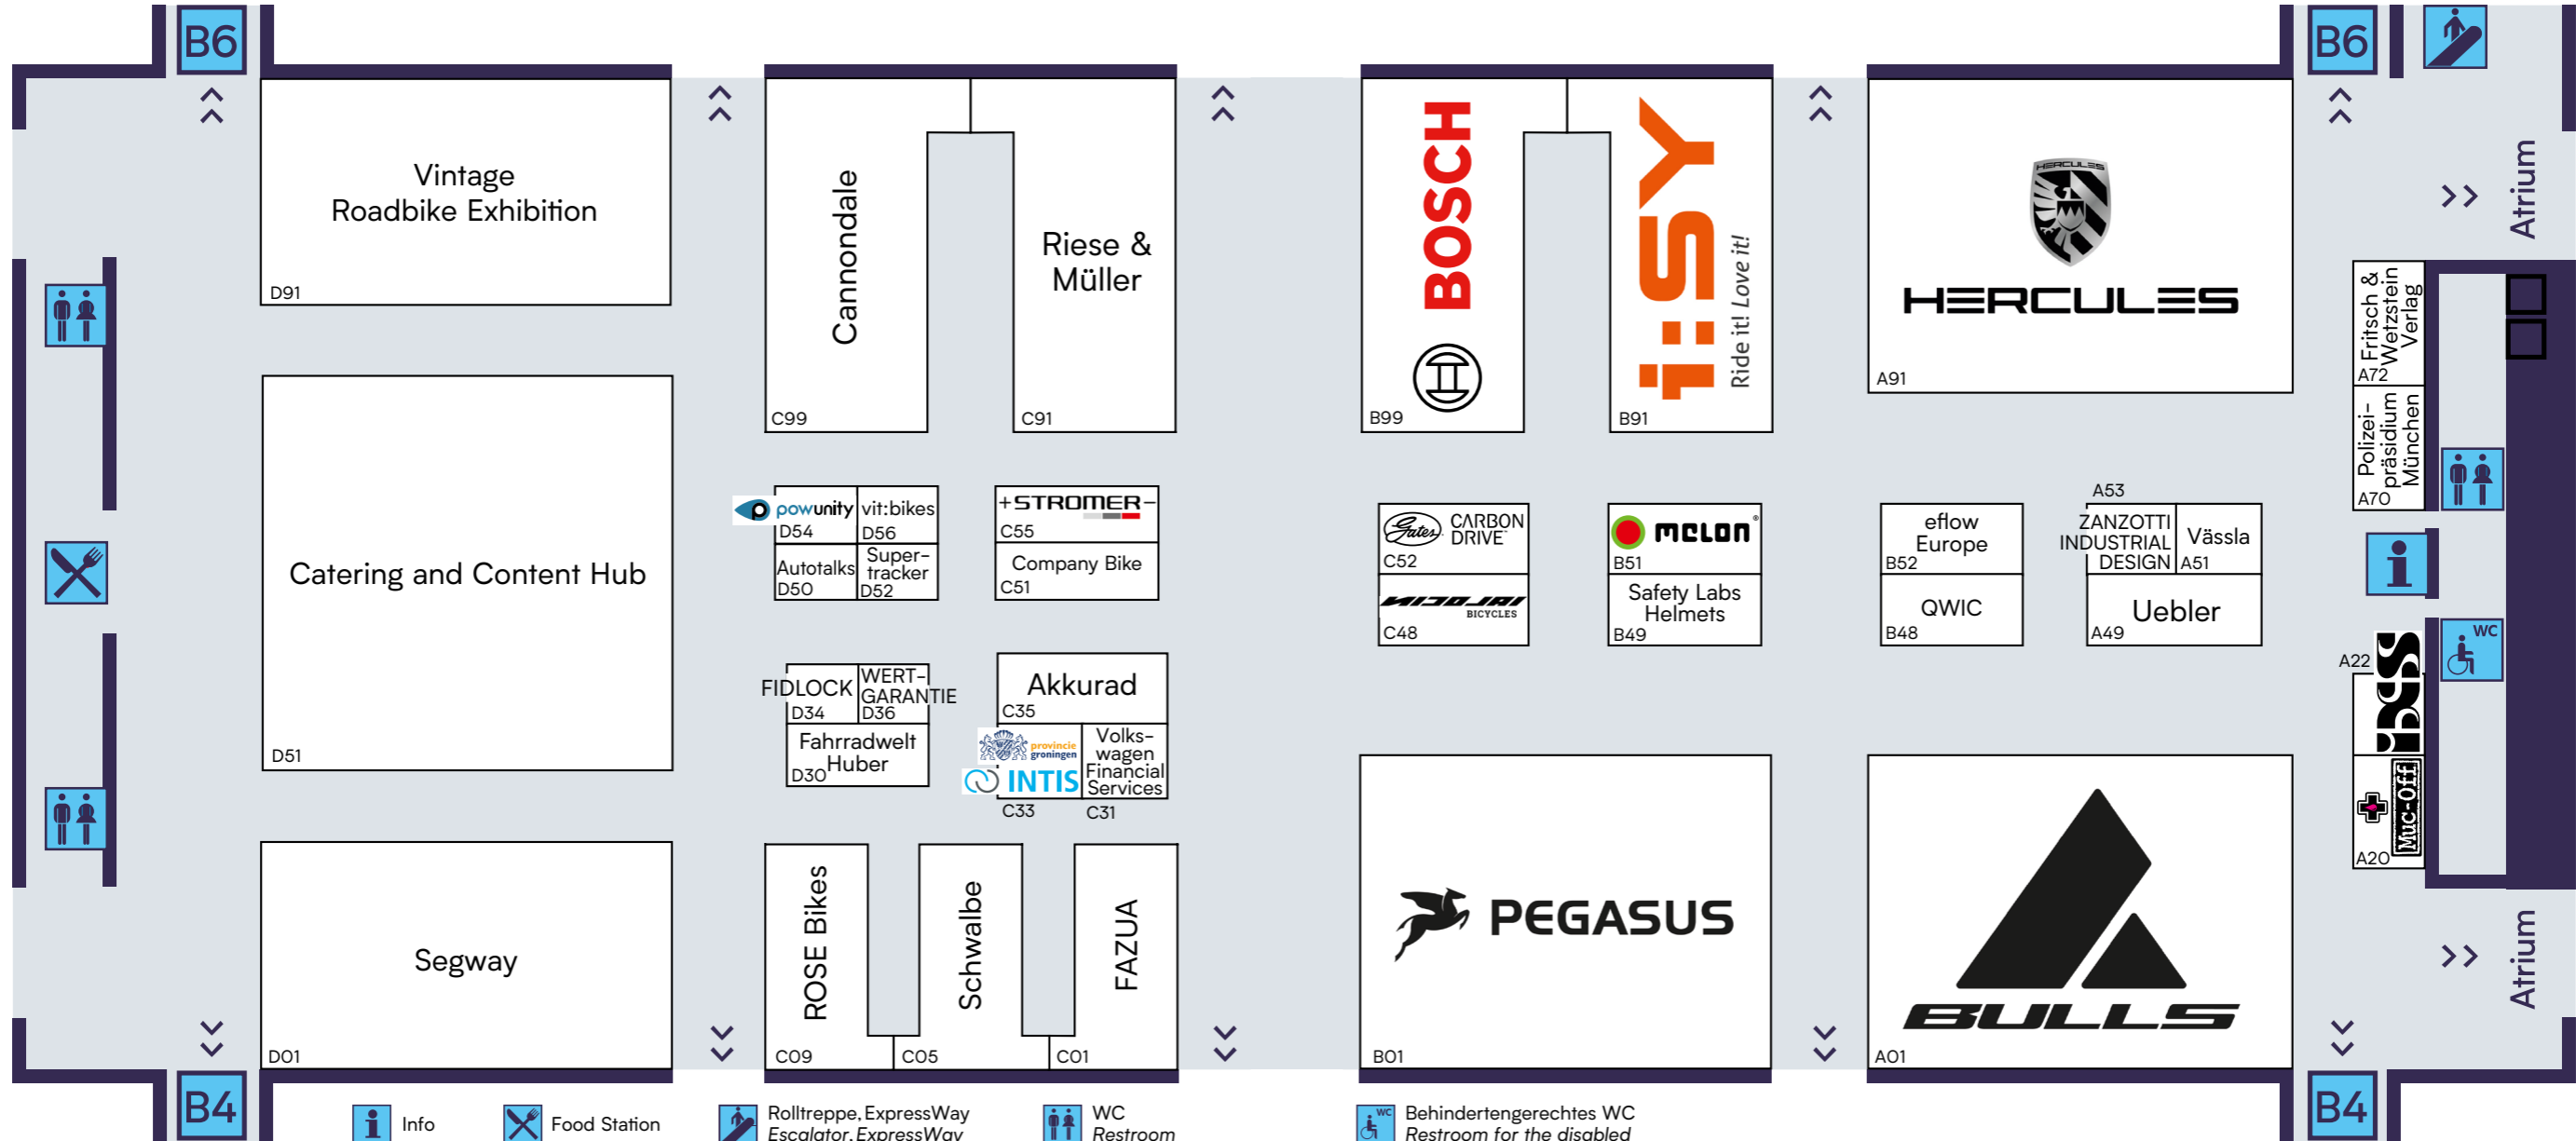 B6
B6
Vintage
Roadbike Exhibition
D91
Cannondale
C99
Riese &
Müller
C91
BOSCH
B99
i:SY
Ride it! Love it!
B91
HERCULES
HERCULES
A91
Atrium
Fritsch &
Wetzstein
Verlag
A72
Polizei-
präsidium
München
A70
Catering and Content Hub
D51
powunity
D54
vit:bikes
D56
Autotalks
D50
Super-
tracker
D52
+STROMER-
C55
Company Bike
C51
Gates
CARBON
DRIVE
C52
BICYCLES
C48
MELON®
B51
Safety Labs
Helmets
B49
eflow
Europe
B52
QWIC
B48
A53
ZANZOTTI
INDUSTRIAL
DESIGN
Vässla
A51
Uebler
A49
WC
A22
iXS
Muc-Off
A20
FIDLOCK
D34
WERT-
GARANTIE
D36
Fahrradwelt
Huber
D30
Akkurad
C35
provincie
groningen
INTIS
C33
Volks-
wagen
Financial
Services
C31
Segway
D01
ROSE Bikes
C09
Schwalbe
C05
FAZUA
C01
PEGASUS
B01
BULLS
A01
Atrium
B4
B4
Info
Food Station
Rolltreppe, ExpressWay
Escalator, ExpressWay
WC
Restroom
WC
Behindertengerechtes WC
Restroom for the disabled